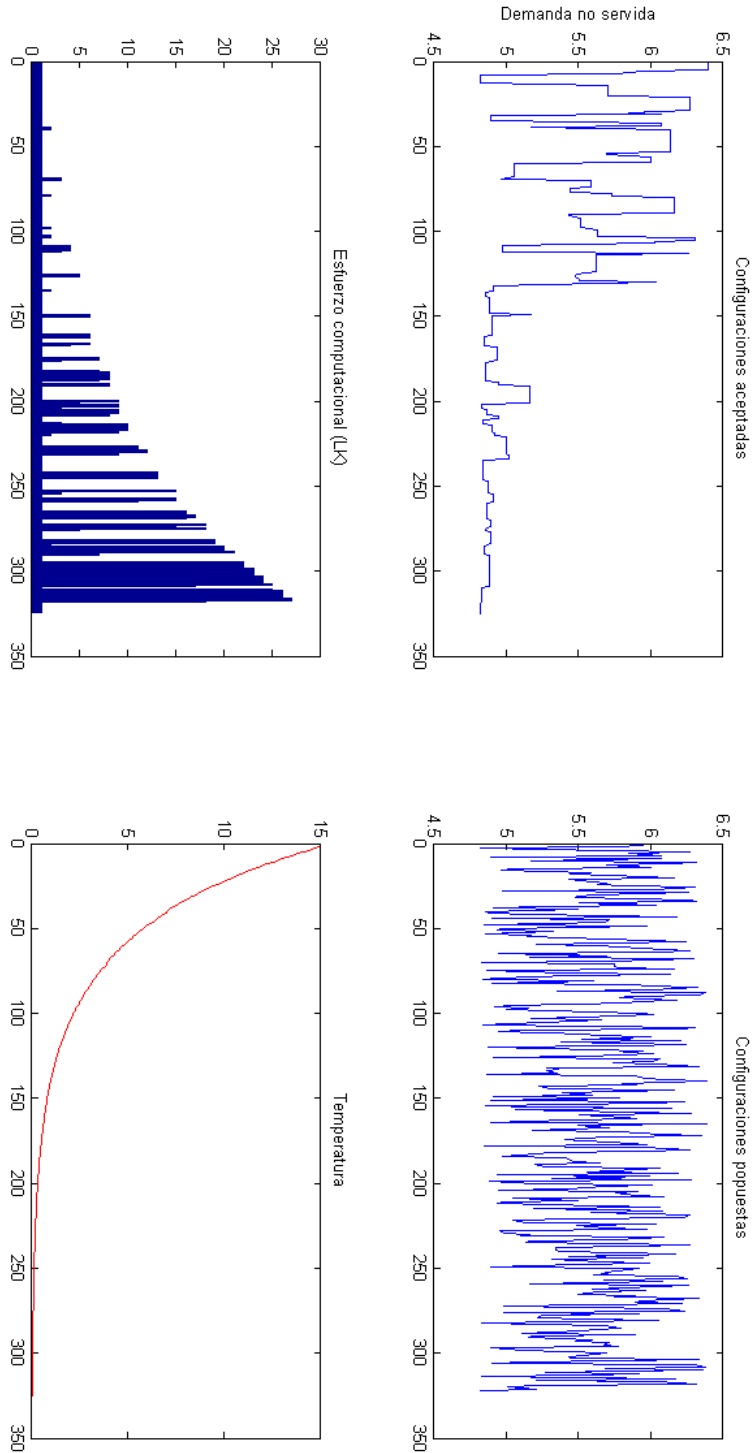 Configuraciones aceptadas
Demanda no servida
6.5
6
5.5
5
4.5
0 50 100 150 200 250 300 350
Configuraciones popuestas
6.5
6
5.5
5
4.5
0 50 100 150 200 250 300 350
Esfuerzo computacional (LK)
30
25
20
15
10
5
0
0 50 100 150 200 250 300 350
Temperatura
15
10
5
0
0 50 100 150 200 250 300 350